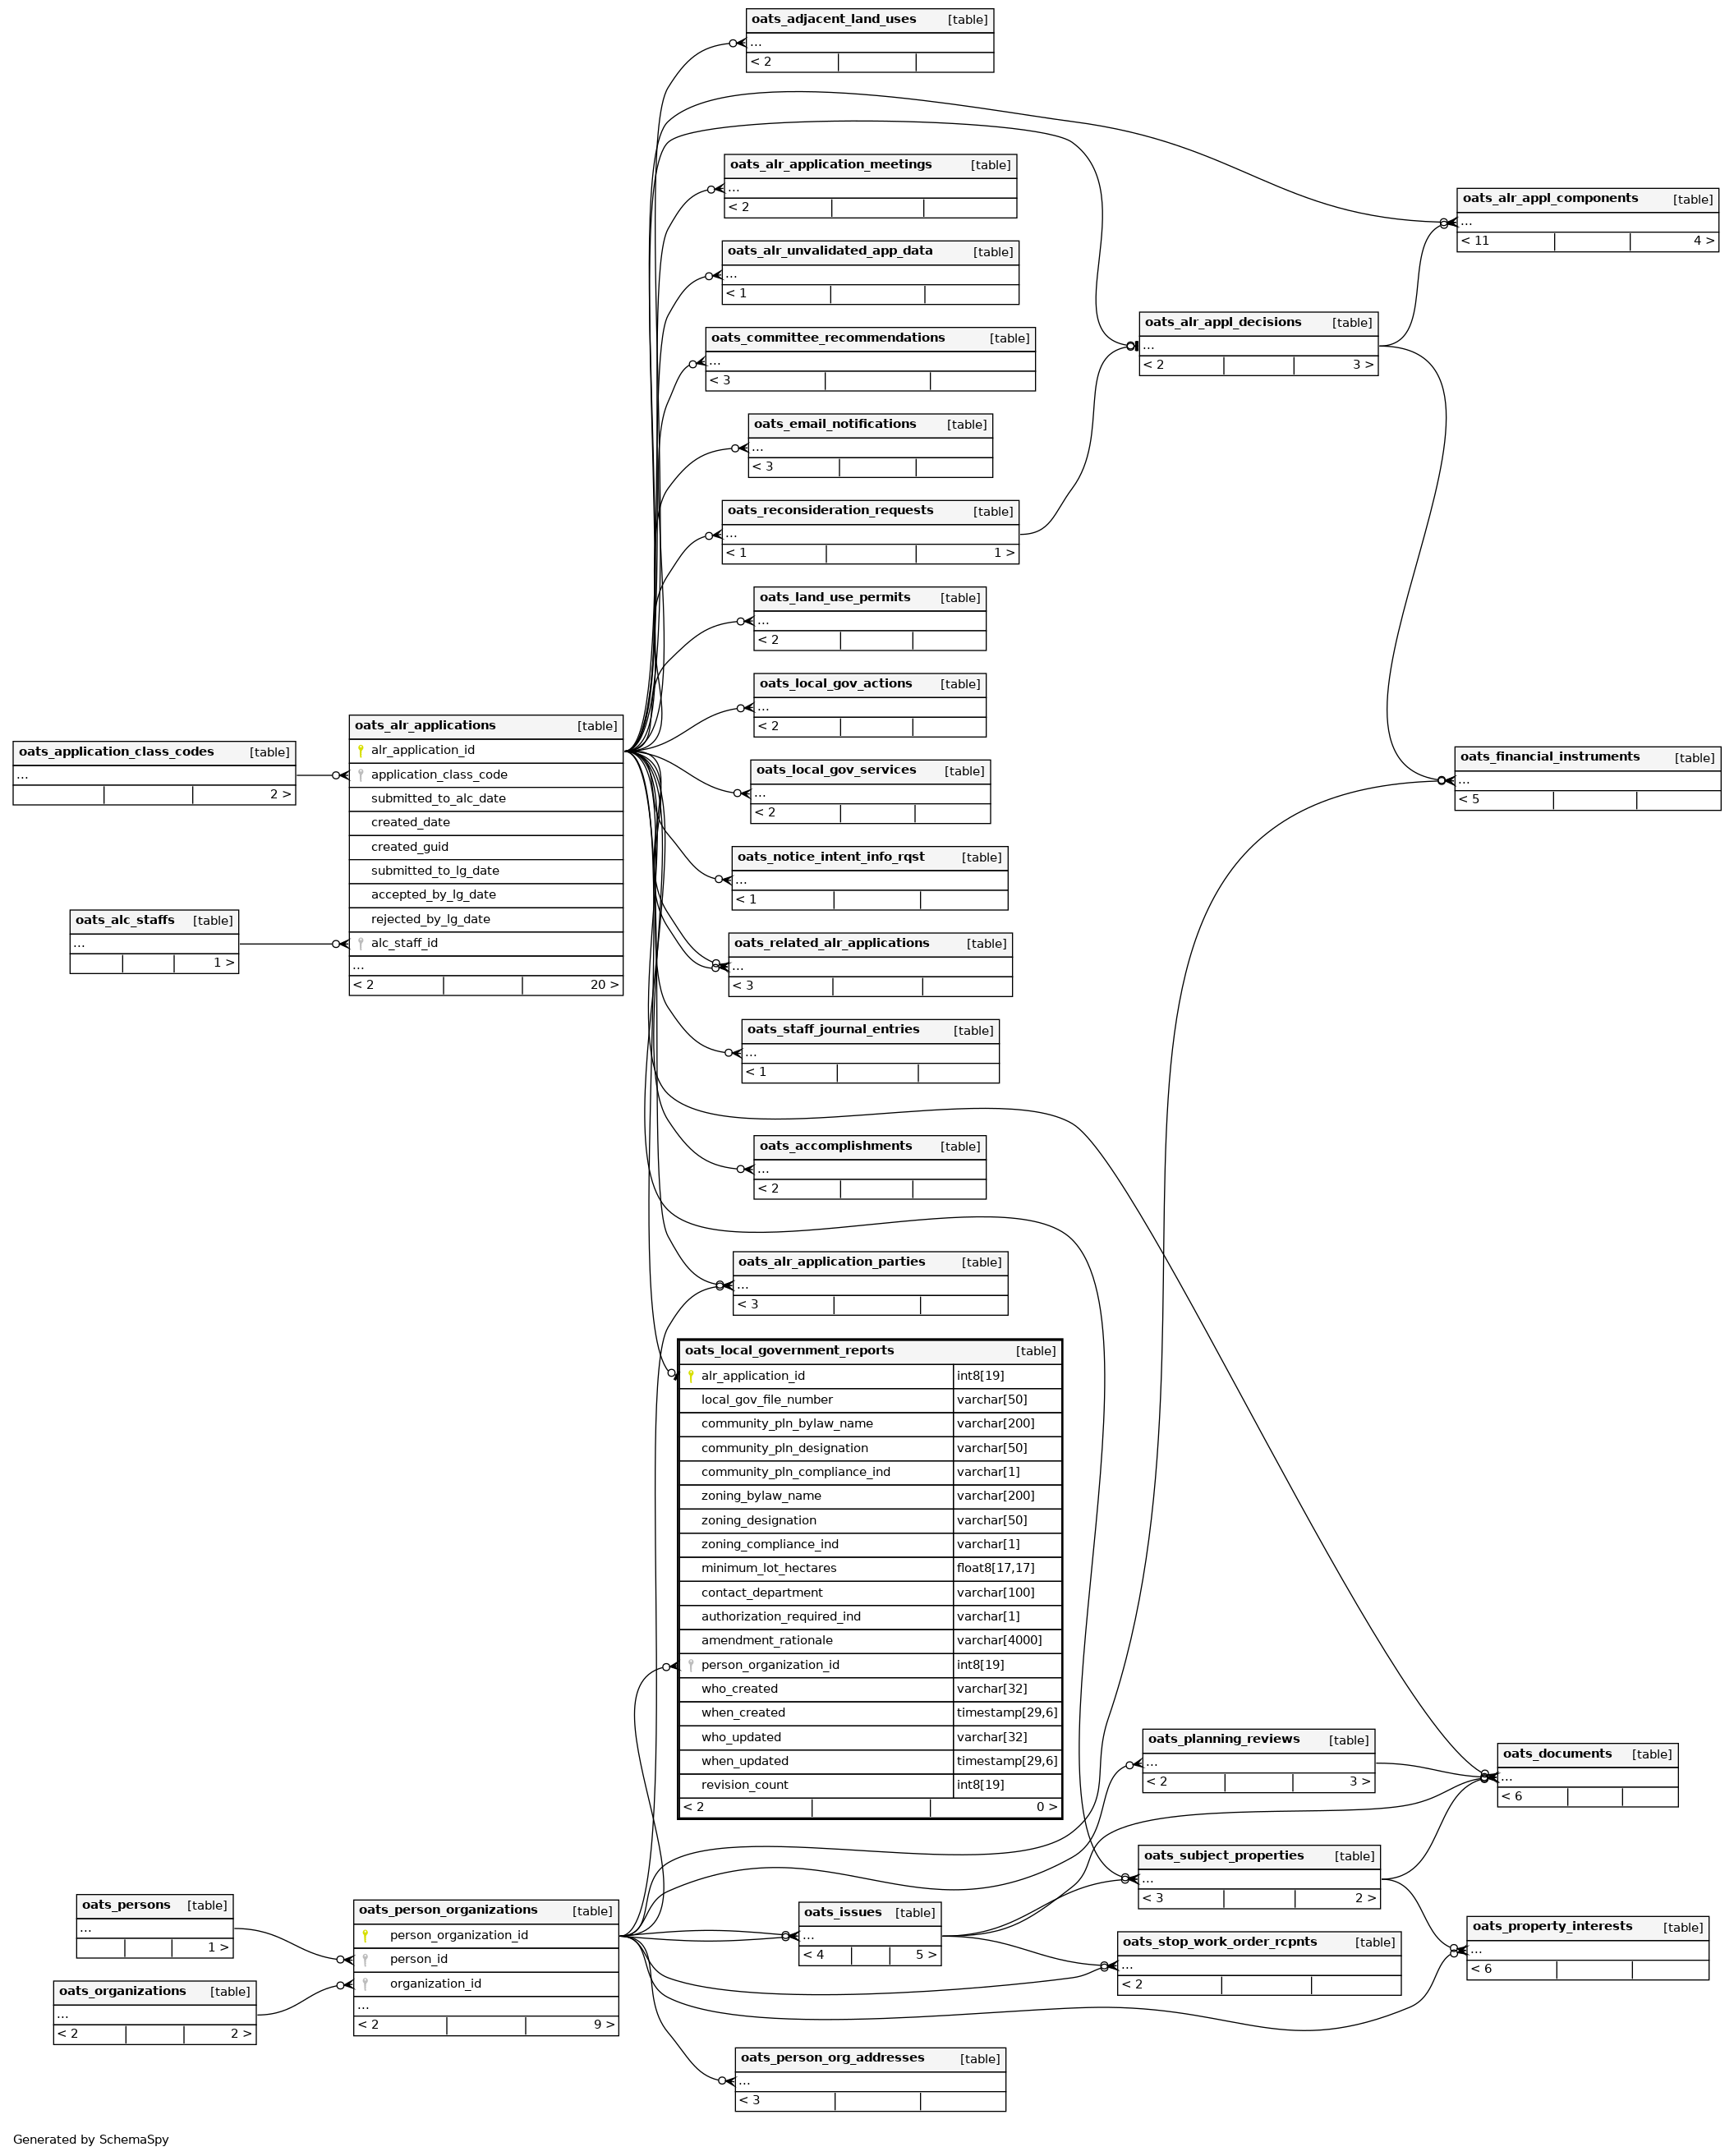 oats_adjacent_land_uses [table]
...
< 2
oats_alr_application_meetings [table]
...
< 2
oats_alr_appl_components [table]
...
< 11 4 >
oats_alr_unvalidated_app_data [table]
...
< 1
oats_alr_appl_decisions [table]
...
< 2 3 >
oats_committee_recommendations [table]
...
< 3
oats_email_notifications [table]
...
< 3
oats_reconsideration_requests [table]
...
< 1 1 >
oats_land_use_permits [table]
...
< 2
oats_local_gov_actions [table]
...
< 2
oats_application_class_codes [table]
...
2 >
oats_alc_staffs [table]
...
1 >
oats_alr_applications [table]
alr_application_id
application_class_code
submitted_to_alc_date
created_date
created_guid
submitted_to_lg_date
accepted_by_lg_date
rejected_by_lg_date
alc_staff_id
...
< 2 20 >
oats_local_gov_services [table]
...
< 2
oats_financial_instruments [table]
...
< 5
oats_notice_intent_info_rqst [table]
...
< 1
oats_related_alr_applications [table]
...
< 3
oats_staff_journal_entries [table]
...
< 1
oats_accomplishments [table]
...
< 2
oats_alr_application_parties [table]
...
< 3
oats_local_government_reports [table]
alr_application_id int8[19]
local_gov_file_number varchar[50]
community_pln_bylaw_name varchar[200]
community_pln_designation varchar[50]
community_pln_compliance_ind varchar[1]
zoning_bylaw_name varchar[200]
zoning_designation varchar[50]
zoning_compliance_ind varchar[1]
minimum_lot_hectares float8[17,17]
contact_department varchar[100]
authorization_required_ind varchar[1]
amendment_rationale varchar[4000]
person_organization_id int8[19]
who_created varchar[32]
when_created timestamp[29,6]
who_updated varchar[32]
when_updated timestamp[29,6]
revision_count int8[19]
< 2 0 >
oats_planning_reviews [table]
...
< 2 3 >
oats_documents [table]
...
< 6
oats_subject_properties [table]
...
< 3 2 >
oats_persons [table]
...
1 >
oats_organizations [table]
...
< 2 2 >
oats_person_organizations [table]
person_organization_id
person_id
organization_id
...
< 2 9 >
oats_issues [table]
...
< 4 5 >
oats_stop_work_order_rcpnts [table]
...
< 2
oats_property_interests [table]
...
< 6
oats_person_org_addresses [table]
...
< 3
Generated by SchemaSpy